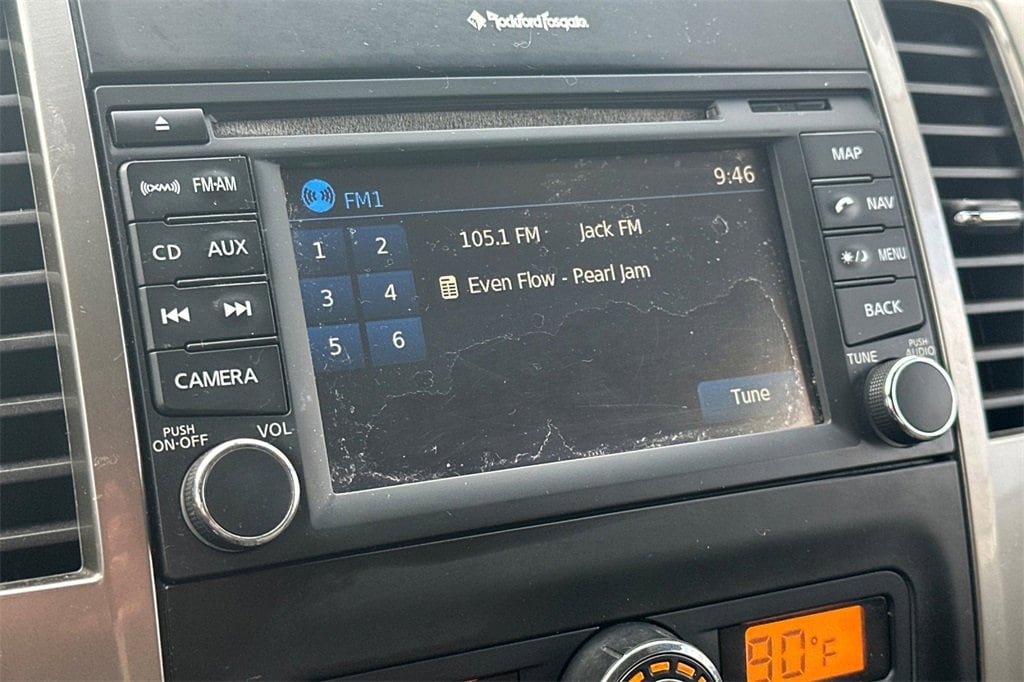 Rockford Fosgate
((XM)) FM·AM
CD AUX
CAMERA
PUSH
ON·OFF
VOL
FM1 9:46
105.1 FM Jack FM
Even Flow - Pearl Jam
1 2
3 4
5 6
Tune
MAP
NAV
MENU
BACK
TUNE
PUSH
AUDIO
90°F